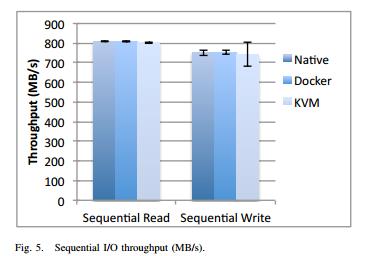 900
800
700
600
500
400
300
200
100
0
Throughput (MB/s)
Sequential Read Sequential Write
Native
Docker
KVM
Fig. 5. Sequential I/O throughput (MB/s).